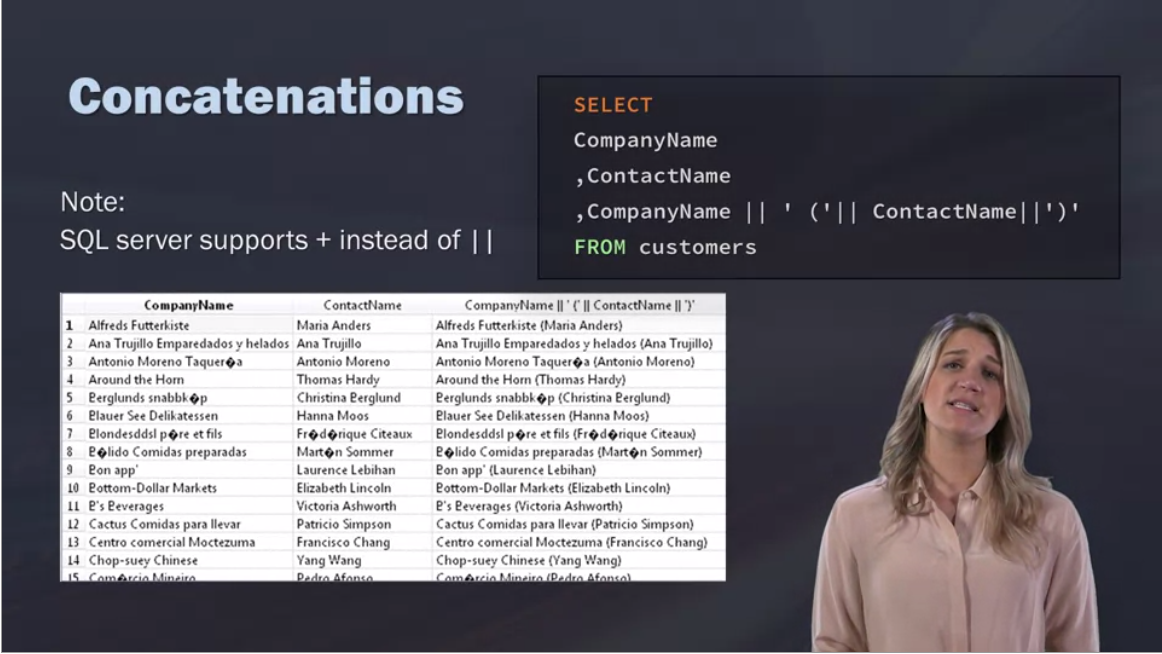 Concatenations
Note:
SQL server supports + instead of ||
SELECT
CompanyName
,ContactName
,CompanyName || ' ('|| ContactName||')'
FROM customers
CompanyName ContactName CompanyName || ' {' || ContactName || '}'
1 Alfreds Futterkiste Maria Anders Alfreds Futterkiste {Maria Anders}
2 Ana Trujillo Emparedados y helados Ana Trujillo Ana Trujillo Emparedados y helados {Ana Trujillo}
3 Antonio Moreno Taquer�a Antonio Moreno Antonio Moreno Taquer�a {Antonio Moreno}
4 Around the Horn Thomas Hardy Around the Horn {Thomas Hardy}
5 Berglunds snabbk�p Christina Berglund Berglunds snabbk�p {Christina Berglund}
6 Blauer See Delikatessen Hanna Moos Blauer See Delikatessen {Hanna Moos}
7 Blondesddsl p�re et fils Fr�d�rique Citeaux Blondesddsl p�re et fils {Fr�d�rique Citeaux}
8 B�lido Comidas preparadas Mart�n Sommer B�lido Comidas preparadas {Mart�n Sommer}
9 Bon app' Laurence Lebihan Bon app' {Laurence Lebihan}
10 Bottom-Dollar Markets Elizabeth Lincoln Bottom-Dollar Markets {Elizabeth Lincoln}
11 B's Beverages Victoria Ashworth B's Beverages {Victoria Ashworth}
12 Cactus Comidas para llevar Patricio Simpson Cactus Comidas para llevar {Patricio Simpson}
13 Centro comercial Moctezuma Francisco Chang Centro comercial Moctezuma {Francisco Chang}
14 Chop-suey Chinese Yang Wang Chop-suey Chinese {Yang Wang}
15 Com�rcio Mineiro Pedro Afonso Com�rcio Mineiro {Pedro Afonso}